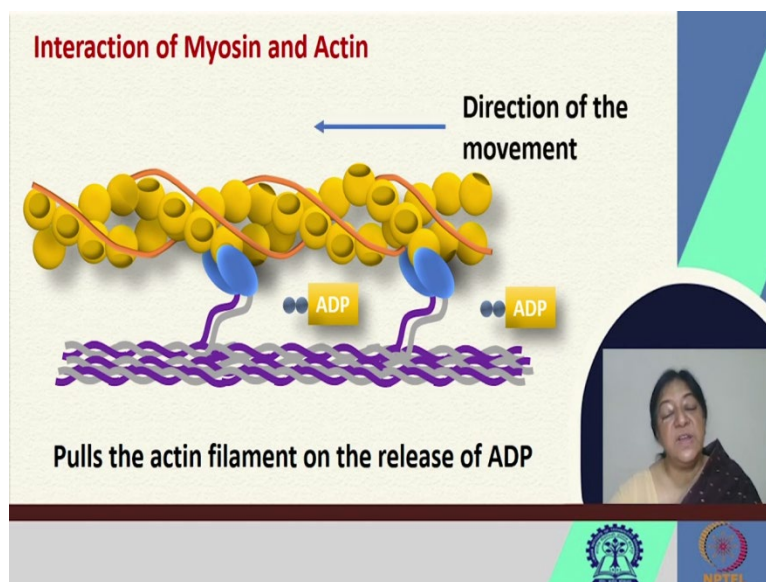 Interaction of Myosin and Actin
Direction of the
movement
ADP
ADP
Pulls the actin filament on the release of ADP
NPTEL